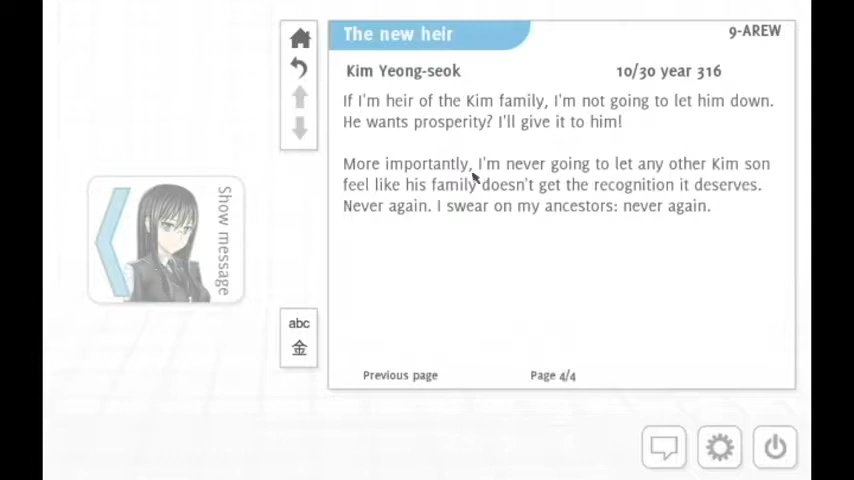 The new heir
9-AREW
Kim Yeong-seok
10/30 year 316
If I'm heir of the Kim family, I'm not going to let him down.
He wants prosperity? I'll give it to him!
More importantly, I'm never going to let any other Kim son
feel like his family doesn't get the recognition it deserves.
Never again. I swear on my ancestors: never again.
Show message
abc
金
Previous page
Page 4/4